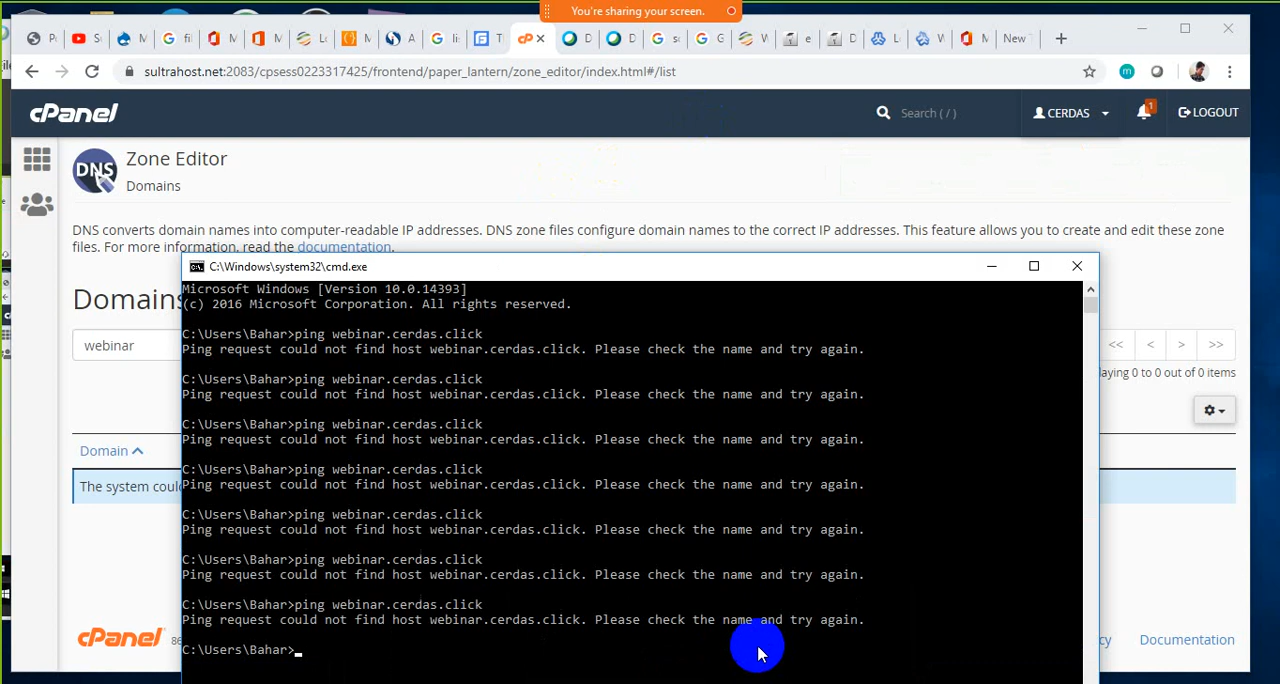 You're sharing your screen.
New
sultrahost.net:2083/cpsess0223317425/frontend/paper_lantern/zone_editor/index.html#/list
cPanel
Search ( / )
CERDAS
1
LOGOUT
DNS
Zone Editor
Domains
DNS converts domain names into computer-readable IP addresses. DNS zone files configure domain names to the correct IP addresses. This feature allows you to create and edit these zone
files. For more information, read the documentation.
Domains
webinar
<< < > >>
laying 0 to 0 out of 0 items
Domain
The system coul
C:\Windows\system32\cmd.exe
Microsoft Windows [Version 10.0.14393]
(c) 2016 Microsoft Corporation. All rights reserved.
C:\Users\Bahar>ping webinar.cerdas.click
Ping request could not find host webinar.cerdas.click. Please check the name and try again.
C:\Users\Bahar>ping webinar.cerdas.click
Ping request could not find host webinar.cerdas.click. Please check the name and try again.
C:\Users\Bahar>ping webinar.cerdas.click
Ping request could not find host webinar.cerdas.click. Please check the name and try again.
C:\Users\Bahar>ping webinar.cerdas.click
Ping request could not find host webinar.cerdas.click. Please check the name and try again.
C:\Users\Bahar>ping webinar.cerdas.click
Ping request could not find host webinar.cerdas.click. Please check the name and try again.
C:\Users\Bahar>ping webinar.cerdas.click
Ping request could not find host webinar.cerdas.click. Please check the name and try again.
C:\Users\Bahar>ping webinar.cerdas.click
Ping request could not find host webinar.cerdas.click. Please check the name and try again.
C:\Users\Bahar>
cPanel
Documentation